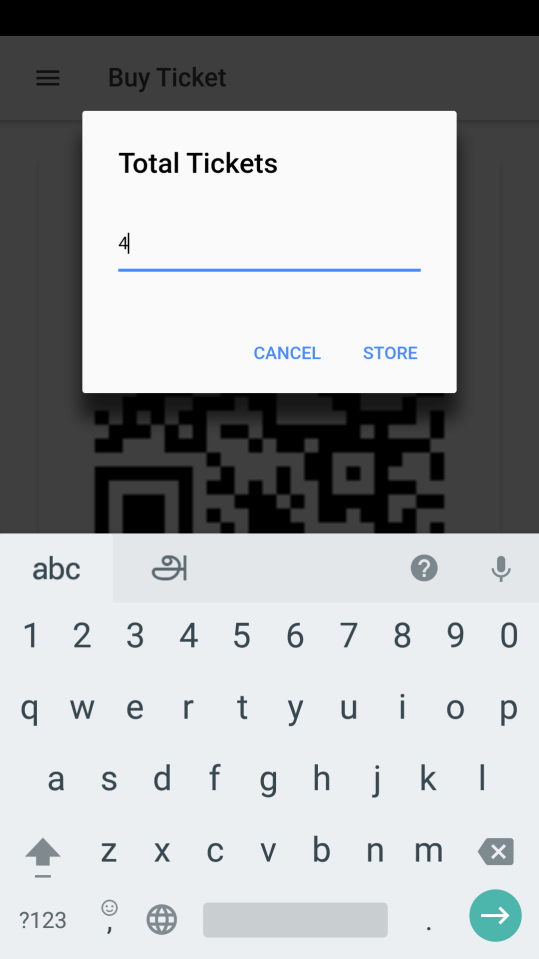 Buy Ticket
Total Tickets
4
CANCEL STORE
abc அ
1 2 3 4 5 6 7 8 9 0
q w e r t y u i o p
a s d f g h j k l
z x c v b n m
?123 , .